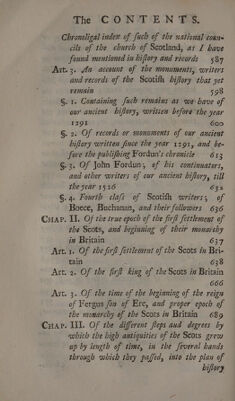 The CONTENTS.
Chronoligal index of such of the national coun-
cils of the church of Scotland, as I have
found mentioned in history and records 587
Art. 3. An account of the monuments, writers
and records of the Scotish history that yet
remain 598
§. 1. Containing such remains as we have of
our ancient history, written before the year
1291 600
§. 2. Of records or monuments of our ancient
history written since the year 1291, and be-
fore the publishing Fordun's chronicle 613
§. 3. Of John Fordun; of his continuators,
and other writers of our ancient history, till
the year 1526 632
§. 4. Fourth class of Scotish writers; of
Boece, Buchanan, and their followers 636
Chap. II. Of the true epoch of the first settlement of
the Scots, and beginning of their monarchy
in Britain 637
Art. 1. Of the first settlement of the Scots in Bri-
tain 638
Art. 2. Of the first king of the Scots in Britain
666
Art. 3. Of the time of the beginning of the reign
of Fergus son of Erc, and proper epoch of
the monarchy of the Scots in Britain 689
Chap. III. Of the different steps and degrees by
which the high antiquities of the Scots grew
up by length of time, in the several hands
through which they passed, into the plan of
history